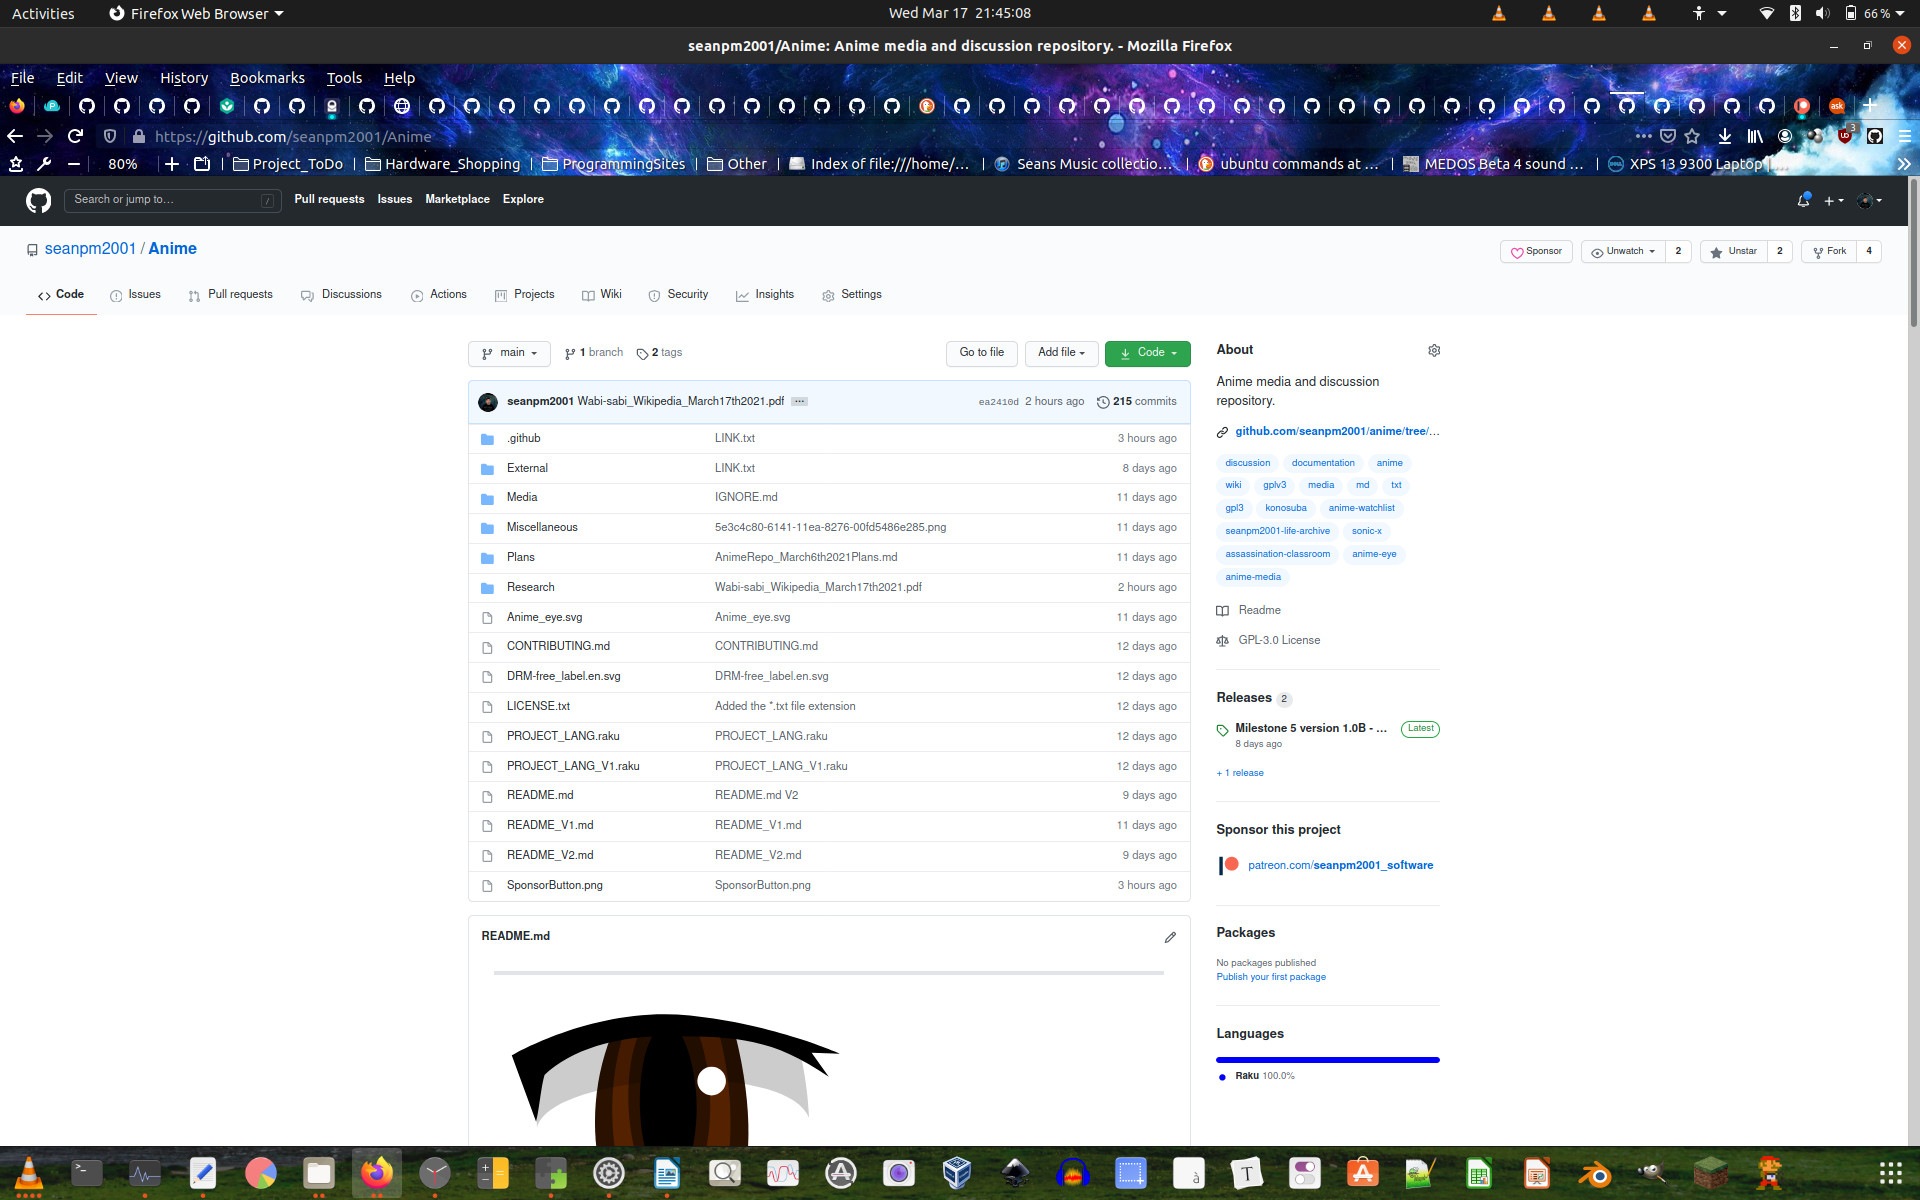 Activities Firefox Web Browser Wed Mar 17 21:45:08 66 %
seanpm2001/Anime: Anime media and discussion repository. - Mozilla Firefox
File Edit View History Bookmarks Tools Help
https://github.com/seanpm2001/Anime 3
80% Project_ToDo Hardware_Shopping ProgrammingSites Other Index of file:///home/... Seans Music collectio... ubuntu commands at ... MEDOS Beta 4 sound ... XPS 13 9300 Laptop |...
Search or jump to... / Pull requests Issues Marketplace Explore
seanpm2001 / Anime Sponsor Unwatch 2 Unstar 2 Fork 4
Code Issues Pull requests Discussions Actions Projects Wiki Security Insights Settings
main 1 branch 2 tags Go to file Add file Code
seanpm2001 Wabi-sabi_Wikipedia_March17th2021.pdf ... ea2410d 2 hours ago 215 commits
.github LINK.txt 3 hours ago
External LINK.txt 8 days ago
Media IGNORE.md 11 days ago
Miscellaneous 5e3c4c80-6141-11ea-8276-00fd5486e285.png 11 days ago
Plans AnimeRepo_March6th2021Plans.md 11 days ago
Research Wabi-sabi_Wikipedia_March17th2021.pdf 2 hours ago
Anime_eye.svg Anime_eye.svg 11 days ago
CONTRIBUTING.md CONTRIBUTING.md 12 days ago
DRM-free_label.en.svg DRM-free_label.en.svg 12 days ago
LICENSE.txt Added the *.txt file extension 12 days ago
PROJECT_LANG.raku PROJECT_LANG.raku 12 days ago
PROJECT_LANG_V1.raku PROJECT_LANG_V1.raku 12 days ago
README.md README.md V2 9 days ago
README_V1.md README_V1.md 11 days ago
README_V2.md README_V2.md 9 days ago
SponsorButton.png SponsorButton.png 3 hours ago
README.md
About
Anime media and discussion
repository.
github.com/seanpm2001/anime/tree/...
discussion documentation anime
wiki gplv3 media md txt
gpl3 konosuba anime-watchlist
seanpm2001-life-archive sonic-x
assassination-classroom anime-eye
anime-media
Readme
GPL-3.0 License
Releases 2
Milestone 5 version 1.0B - ... Latest
8 days ago
+ 1 release
Sponsor this project
patreon.com/seanpm2001_software
Packages
No packages published
Publish your first package
Languages
Raku 100.0%